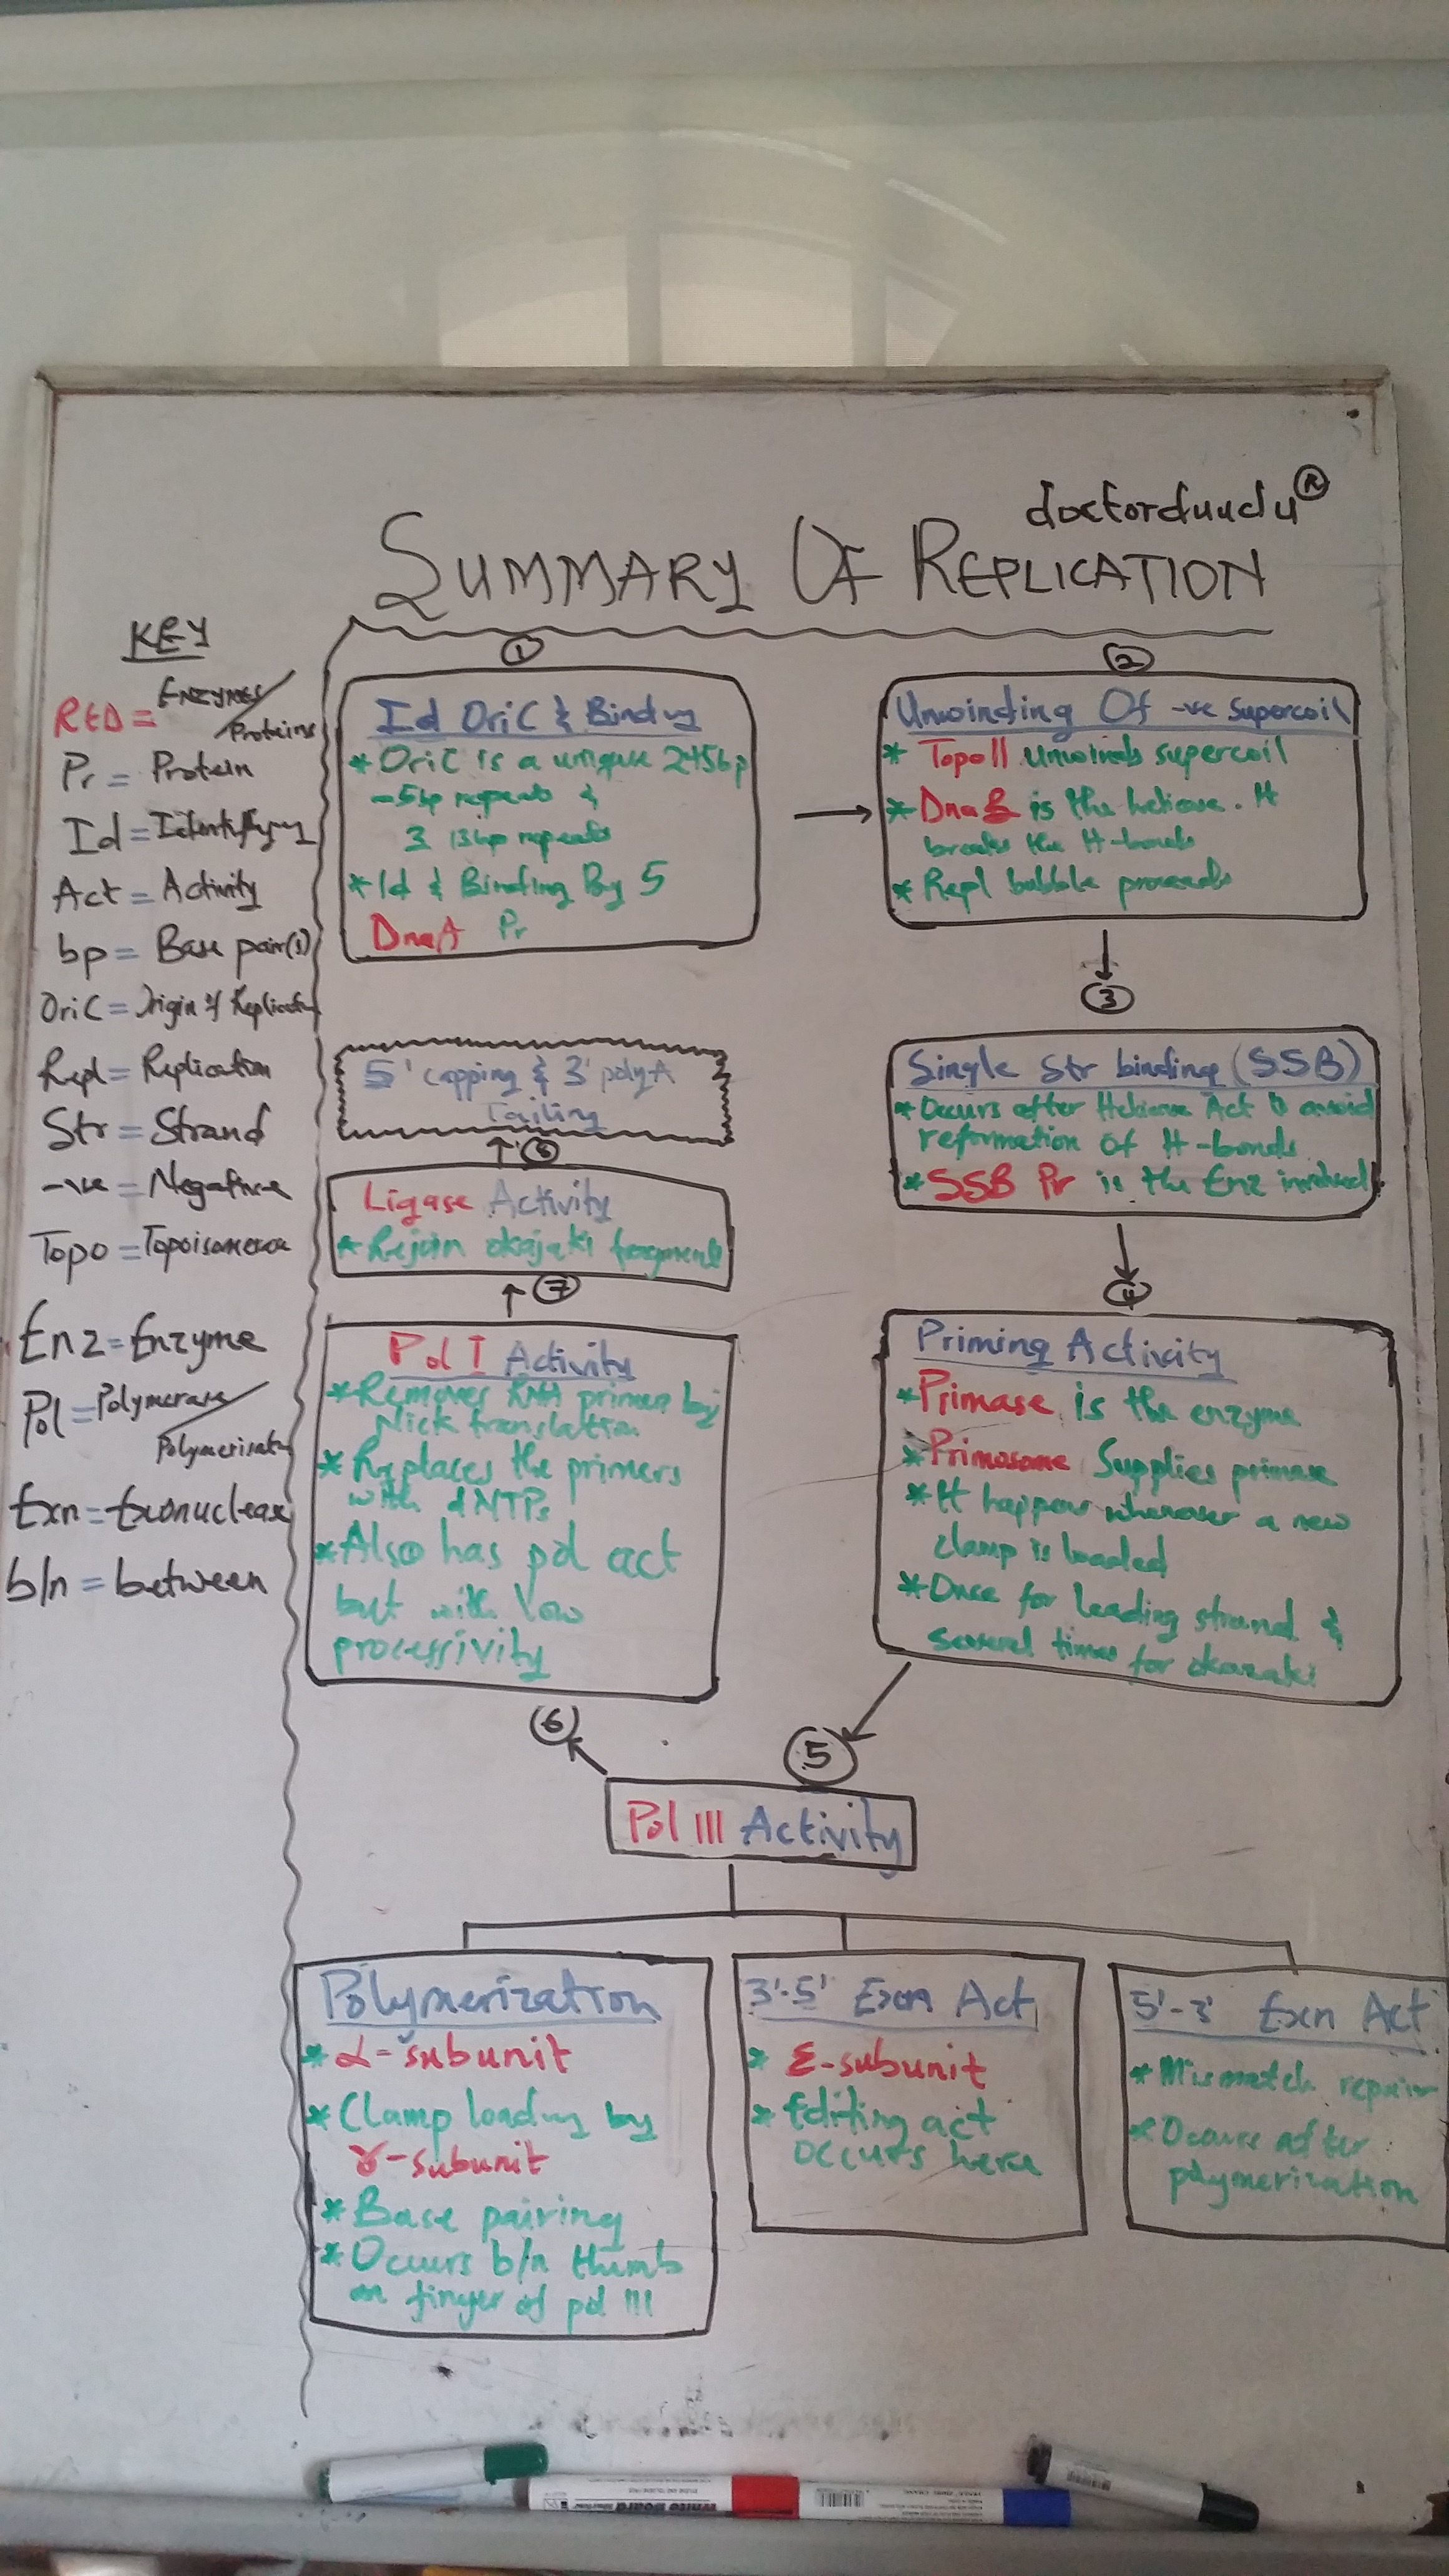 doctordudu®
SUMMARY OF REPLICATION
KEY
RED = Enzymes/Proteins
Pr = Protein
Id = Identifying
Act = Activity
bp = Base pair(s)
OriC = Origin of Replication
Repl = Replication
Str = Strand
-ve = Negative
Topo = Topoisomerase
Enz = Enzyme
Pol = Polymerase/Polymerization
Exn = Exonuclease
b/n = between
①
Id OriC & Binding
* OriC is a unique 245bp
- 5bp repeats &
3 13bp repeats
* Id & Binding By 5
DnaA Pr
②
Unwinding Of -ve supercoil
* TopoII unwinds supercoil
* DnaB is the helicase. It
breaks the H-bonds
* Repl bubble proceeds
③
Single str binding (SSB)
* Occurs after Helicase Act to avoid
reformation of H-bonds
* SSB Pr is the Enz involved
④
Priming Activity
* Primase is the enzyme
* Primosome supplies primase
* It happens whenever a new
clamp is loaded
* Once for leading strand &
several time for
⑤
Pol III Activity
Polymerization
* α-subunit
* Clamp loading by
γ-subunit
* Base pairing
* Occurs b/n thumb
on finger of pol III
3'-5' Exon Act
* ε-subunit
* Editing act
occurs here
5'-3' Exn Act
* Mismatch repair
* Occurs after
polymerization
⑥
Pol I Activity
* Removes RNA primer by
Nick translation
* Replaces the primers
with dNTPs
* Also has pol act
but with low
processivity
⑦
Ligase Activity
* Rejoin okazaki fragments
⑧
5' capping & 3' polyA
Tailing